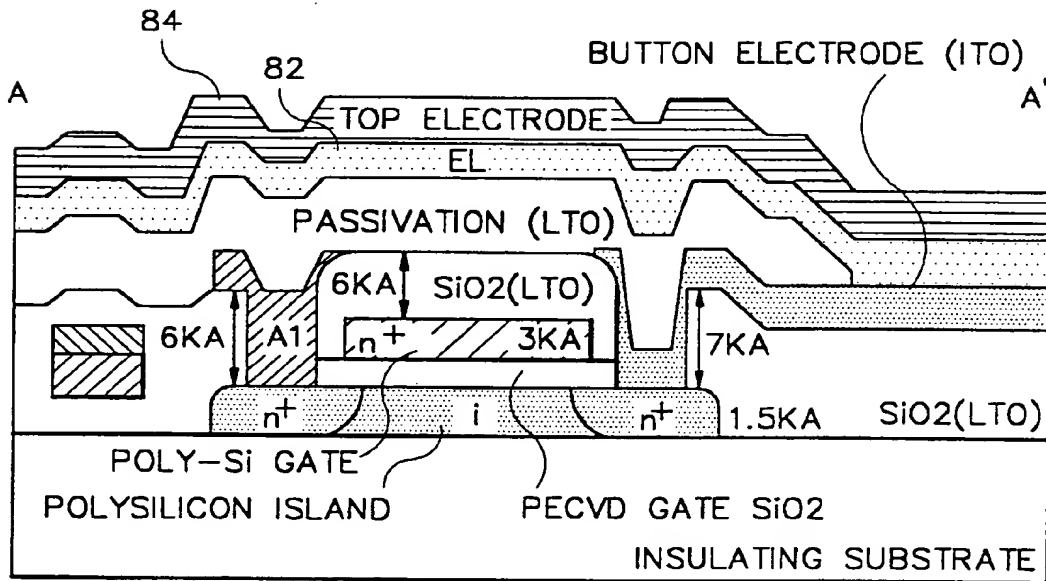 84
BUTTON ELECTRODE (ITO)
82
A
A'
TOP ELECTRODE
EL
PASSIVATION (LTO)
6KA
SiO2(LTO)
6KA
A1
n+
3KA1
7KA
n+
i
n+
1.5KA
SiO2(LTO)
POLY-Si GATE
POLYSILICON ISLAND
PECVD GATE SiO2
INSULATING SUBSTRATE